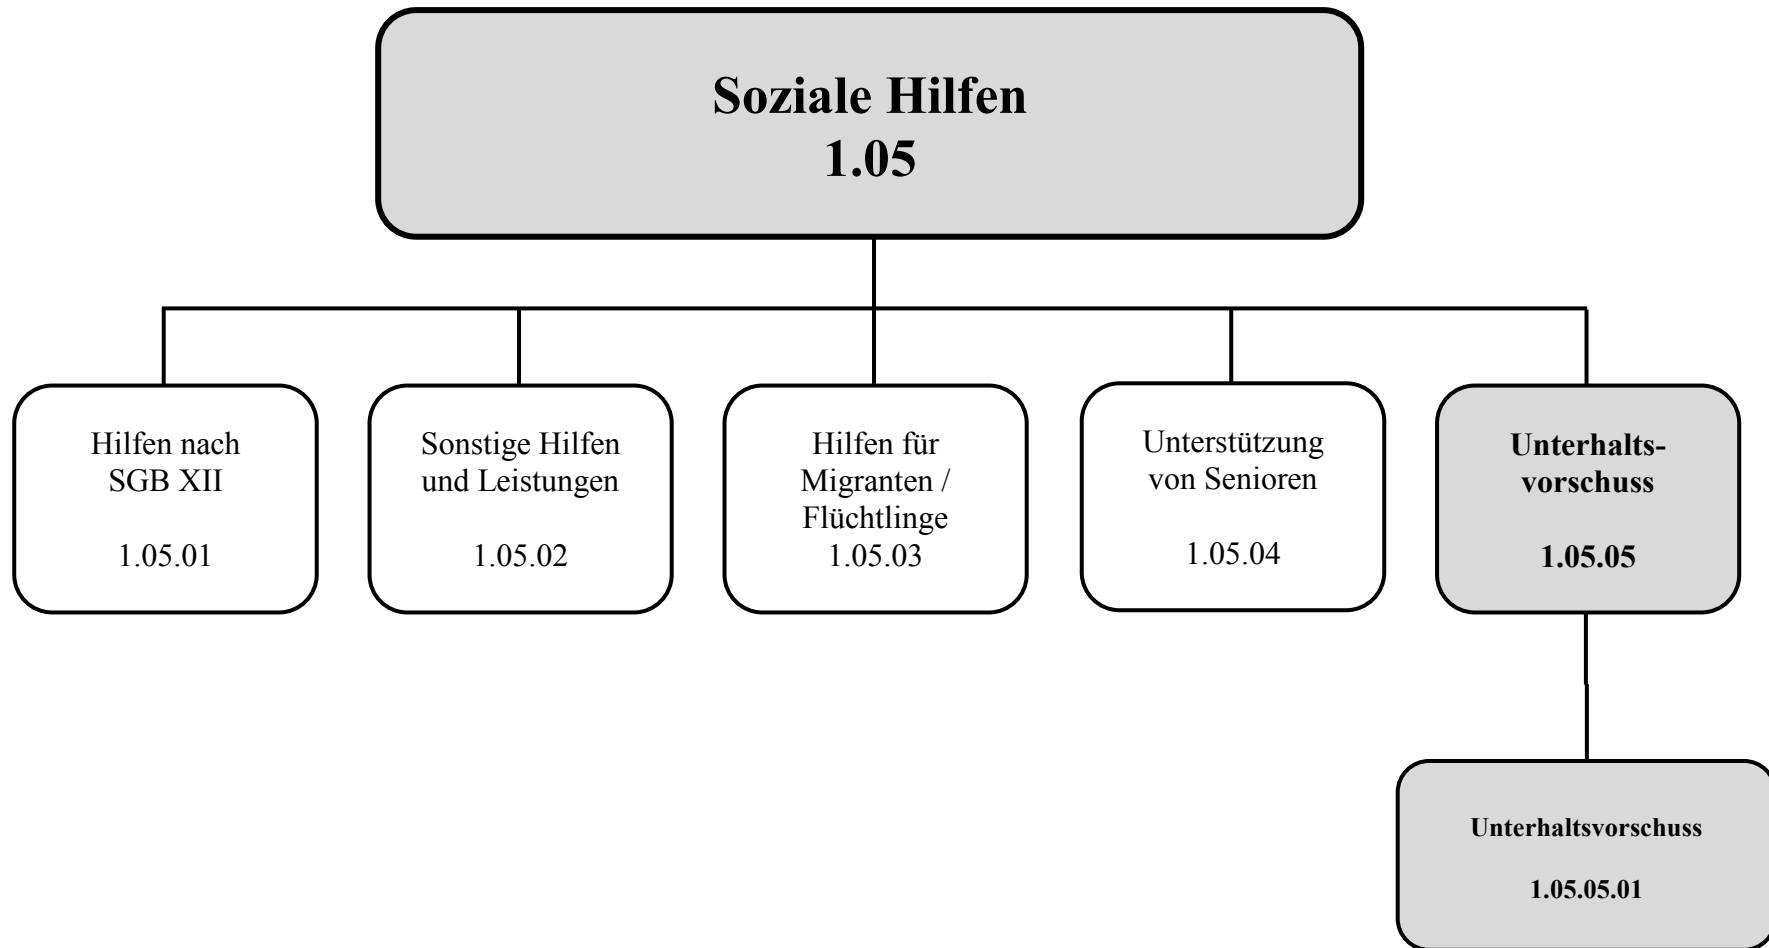 Soziale Hilfen
1.05
Hilfen nach
SGB XII
1.05.01
Sonstige Hilfen
und Leistungen
1.05.02
Hilfen für
Migranten /
Flüchtlinge
1.05.03
Unterstützung
von Senioren
1.05.04
Unterhalts-
vorschuss
1.05.05
Unterhaltsvorschuss
1.05.05.01